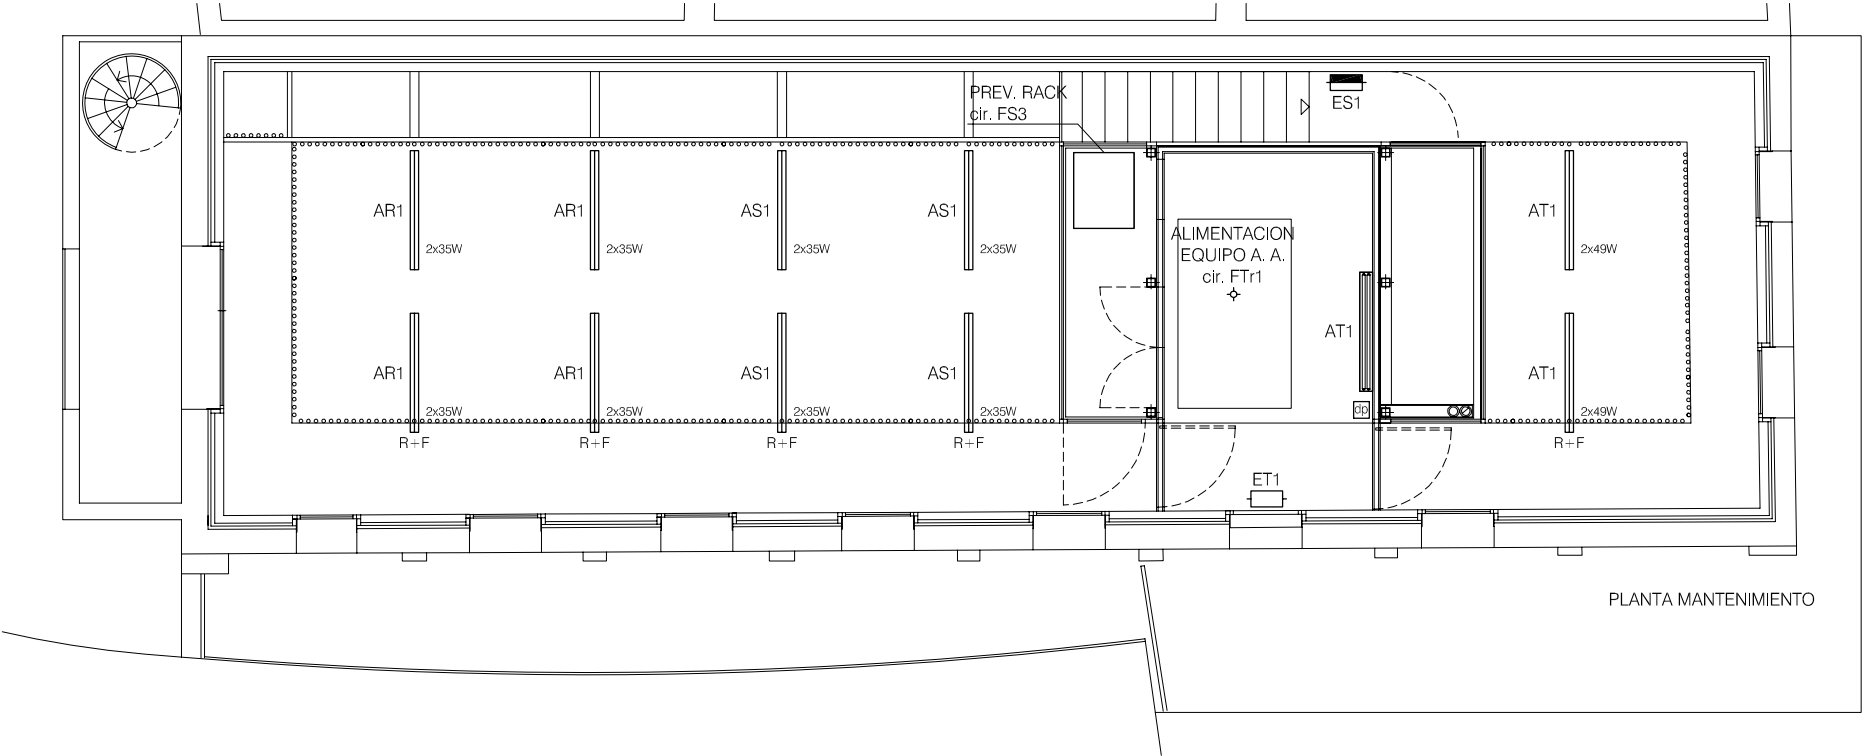 PREV. RACK
cir. FS3
ES1
AR1
AR1
AS1
AS1
AT1
2x35W
2x35W
2x35W
2x35W
2x49W
ALIMENTACION
EQUIPO A. A.
cir. FTr1
AT1
AR1
AR1
AS1
AS1
AT1
dp
2x35W
2x35W
2x35W
2x35W
2x49W
R+F
R+F
R+F
R+F
R+F
ET1
PLANTA MANTENIMIENTO